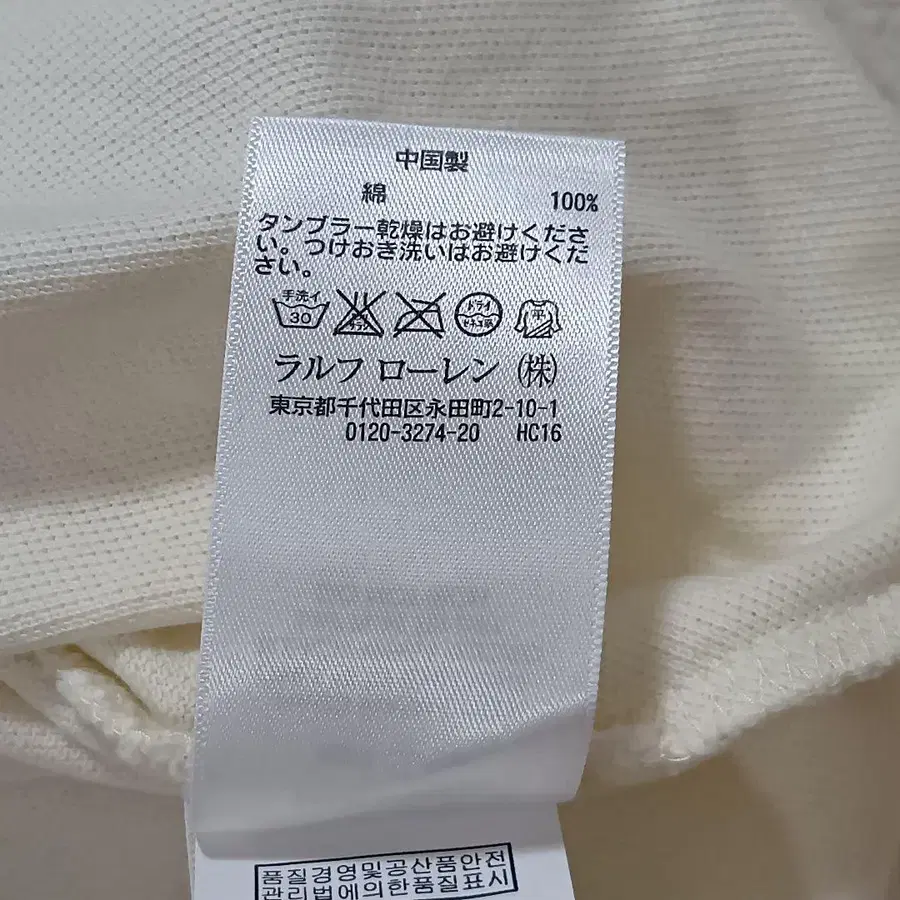 中国製
綿 100%
タンブラー乾燥はお避けくださ
い。つけおき洗いはお避けくだ
さい。
手洗イ
30
ドライ
平
ラルフ ローレン (株)
東京都千代田区永田町2-10-1
0120-3274-20 HC16
품질경영및공산품안전
관리법에의한품질표시